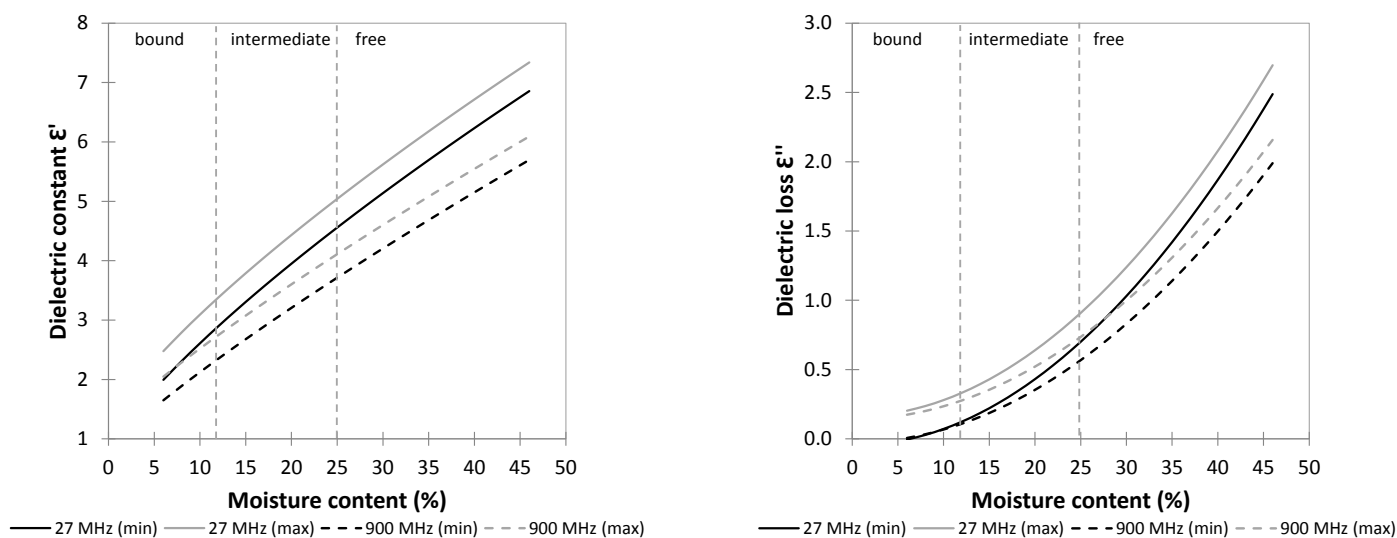 8
7
6
5
4
3
2
1
Dielectric constant Ɛ'
bound intermediate free
0 5 10 15 20 25 30 35 40 45 50
Moisture content (%)
27 MHz (min) 27 MHz (max) 900 MHz (min) 900 MHz (max)
3.0
2.5
2.0
1.5
1.0
0.5
0.0
Dielectric loss Ɛ''
bound intermediate free
0 5 10 15 20 25 30 35 40 45 50
Moisture content (%)
27 MHz (min) 27 MHz (max) 900 MHz (min) 900 MHz (max)